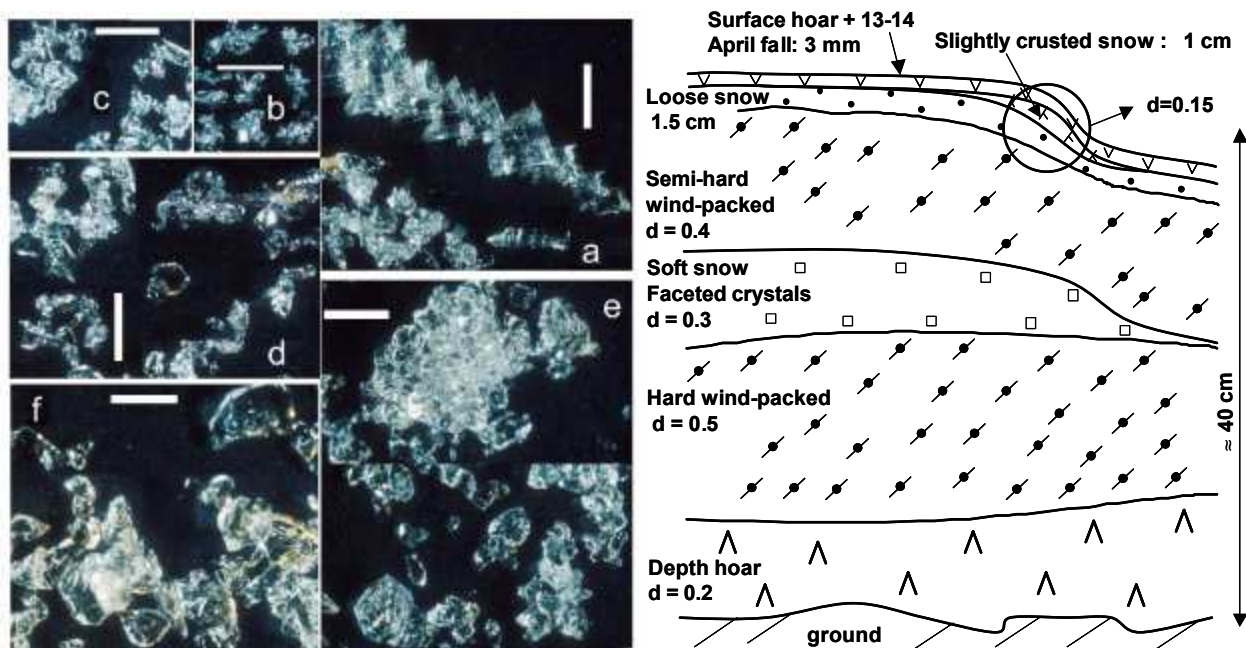 c
b
a
d
e
f
Surface hoar + 13-14
April fall: 3 mm
Slightly crusted snow : 1 cm
Loose snow
1.5 cm
d=0.15
Semi-hard
wind-packed
d = 0.4
Soft snow
Faceted crystals
d = 0.3
Hard wind-packed
d = 0.5
≈ 40 cm
Depth hoar
d = 0.2
ground